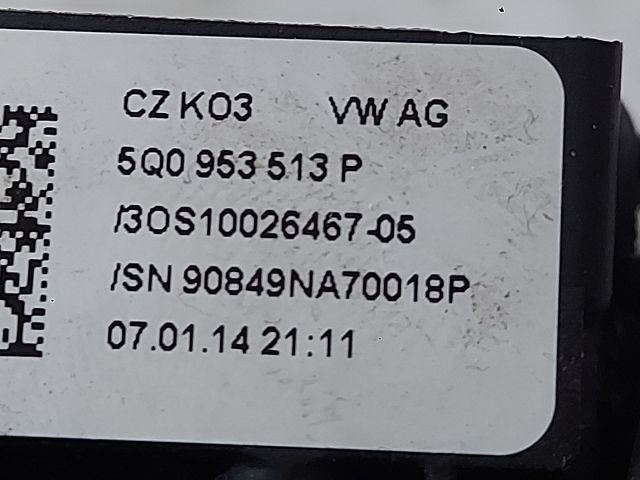 CZ KO3 VW AG
5Q0 953 513 P
/3OS10026467-05
/SN 90849NA70018P
07.01.14 21:11